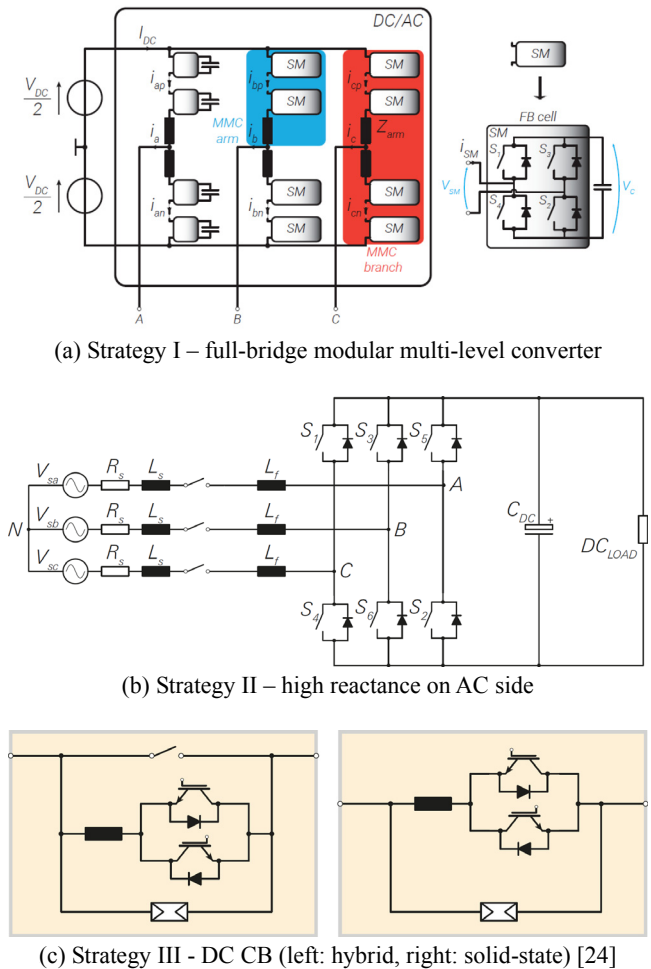 DC/AC
I_DC
V_DC/2
i_ap
SM
i_bp
SM
i_cp
SM
SM
SM
MMC arm
i_a
i_b
i_c
Z_arm
V_DC/2
i_an
i_bn
SM
i_cn
SM
SM
SM
MMC branch
A
B
C
SM
FB cell
SM
i_SM
S_1
S_3
V_SM
V_c
S_4
S_2
(a) Strategy I – full-bridge modular multi-level converter
S_1
S_3
S_5
V_sa
R_s
L_s
L_f
A
C_DC
+
DC_LOAD
N
V_sb
R_s
L_s
L_f
B
V_sc
R_s
L_s
L_f
C
S_4
S_6
S_2
(b) Strategy II – high reactance on AC side
(c) Strategy III - DC CB (left: hybrid, right: solid-state) [24]